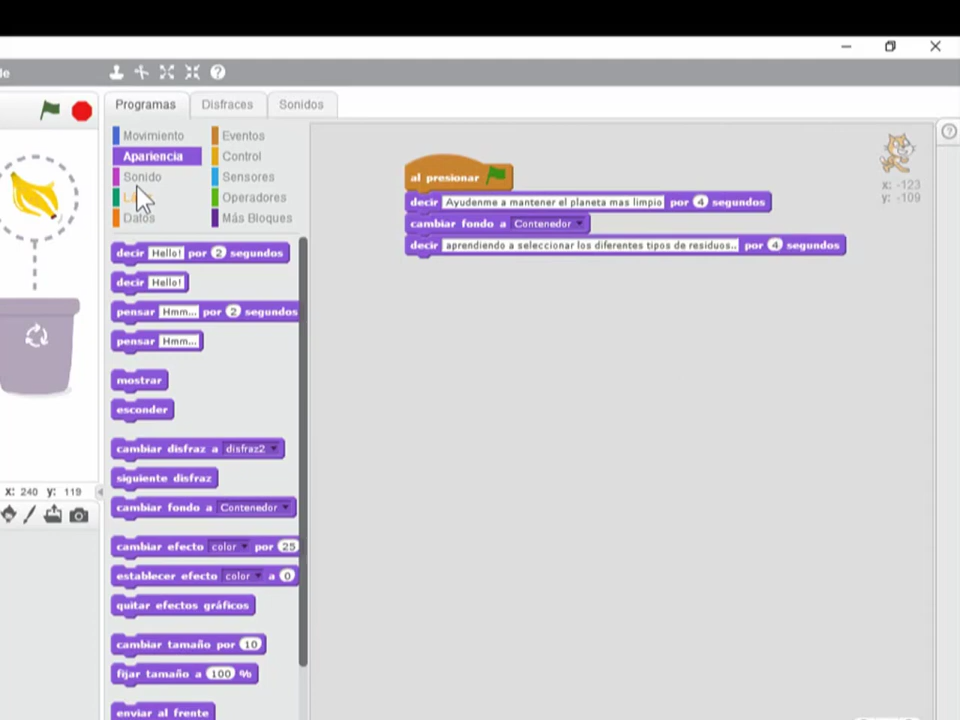 de
Programas Disfraces Sonidos
Movimiento Eventos
Apariencia Control
Sonido Sensores
Operadores
Datos Más Bloques
decir Hello! por 2 segundos
decir Hello!
pensar Hmm... por 2 segundos
pensar Hmm...
mostrar
esconder
cambiar disfraz a disfraz2
siguiente disfraz
cambiar fondo a Contenedor
cambiar efecto color por 25
establecer efecto color a 0
quitar efectos gráficos
cambiar tamaño por 10
fijar tamaño a 100 %
enviar al frente
al presionar
decir Ayudenme a mantener el planeta mas limpio por 4 segundos
cambiar fondo a Contenedor
decir aprendiendo a seleccionar los diferentes tipos de residuos.. por 4 segundos
x: -123
y: -109
x: 240 y: 119